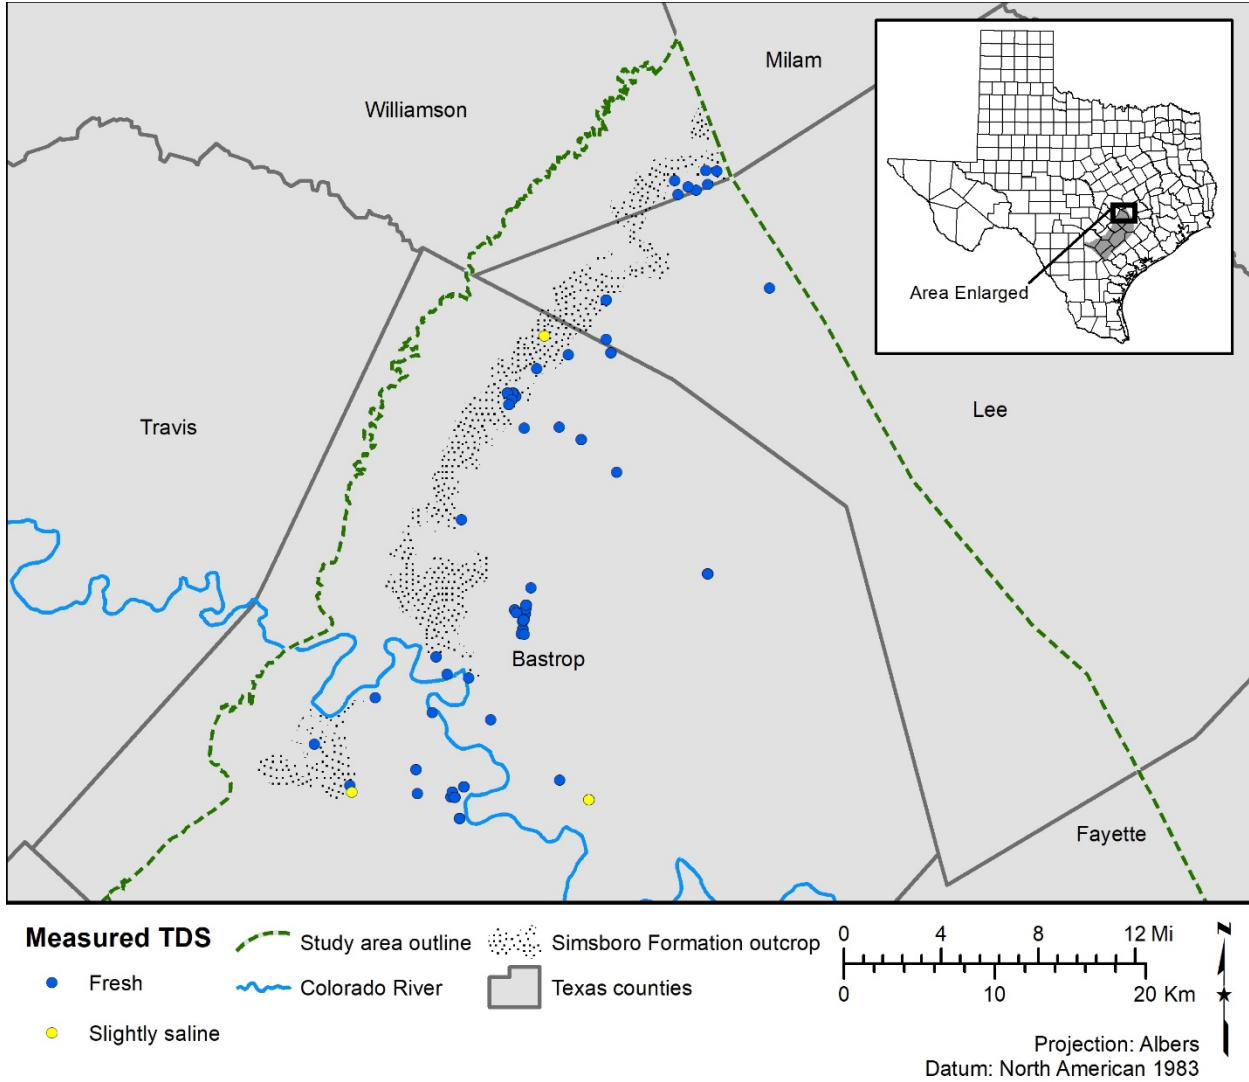 Milam
Williamson
Area Enlarged
Lee
Travis
Bastrop
Fayette
Measured TDS
Fresh
Slightly saline
Study area outline
Colorado River
Simsboro Formation outcrop
Texas counties
0 4 8 12 Mi
0 10 20 Km
N
Projection: Albers
Datum: North American 1983